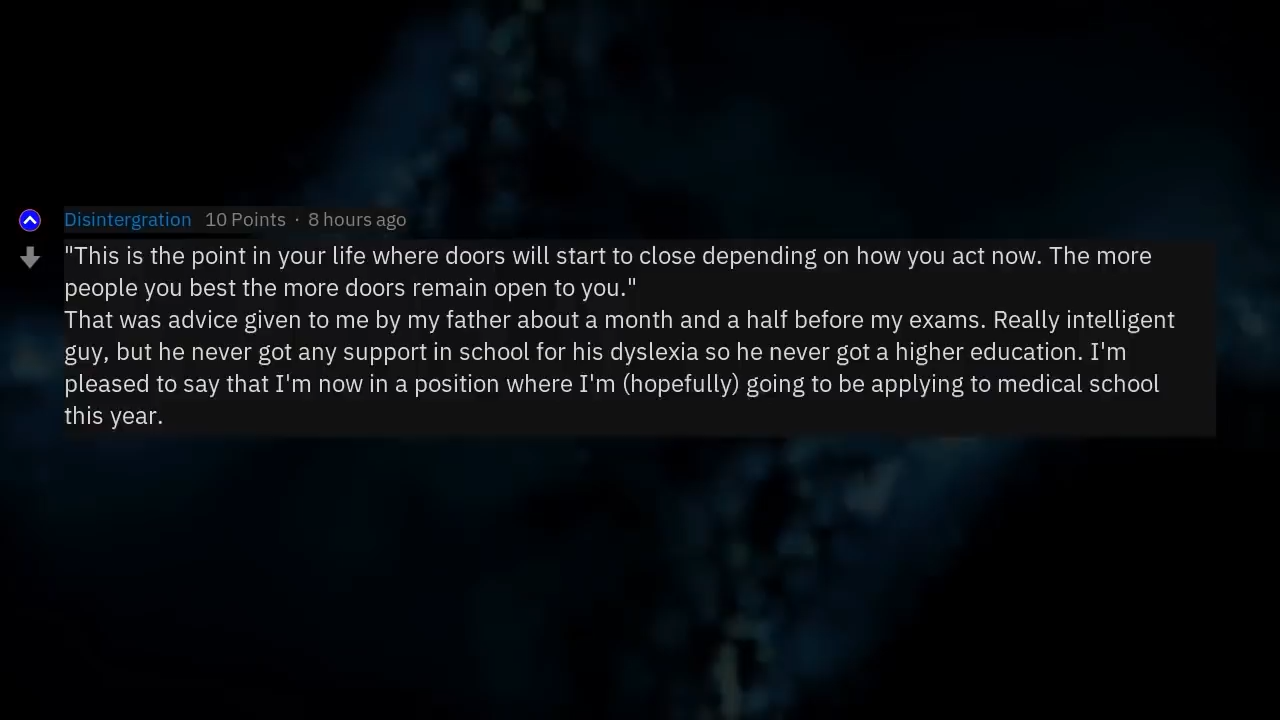 Disintergration 10 Points · 8 hours ago
"This is the point in your life where doors will start to close depending on how you act now. The more
people you best the more doors remain open to you."
That was advice given to me by my father about a month and a half before my exams. Really intelligent
guy, but he never got any support in school for his dyslexia so he never got a higher education. I'm
pleased to say that I'm now in a position where I'm (hopefully) going to be applying to medical school
this year.